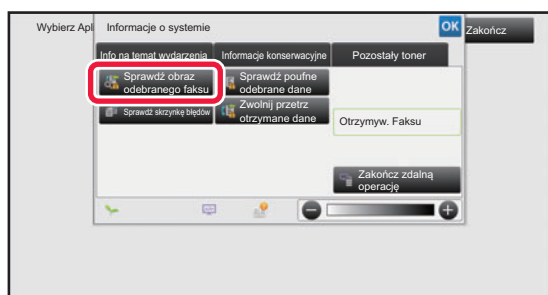 Wybierz Apl
Informacje o systemie
OK
Zakończ
Info na temat wydarzenia
Informacje konserwacyjne
Pozostały toner
Sprawdź obraz
odebranego faksu
Sprawdź poufne
odebrane dane
Sprawdź skrzynkę błędów
Zwolnij przetrz
otrzymane dane
Otrzymyw. Faksu
Zakończ zdalną
operację